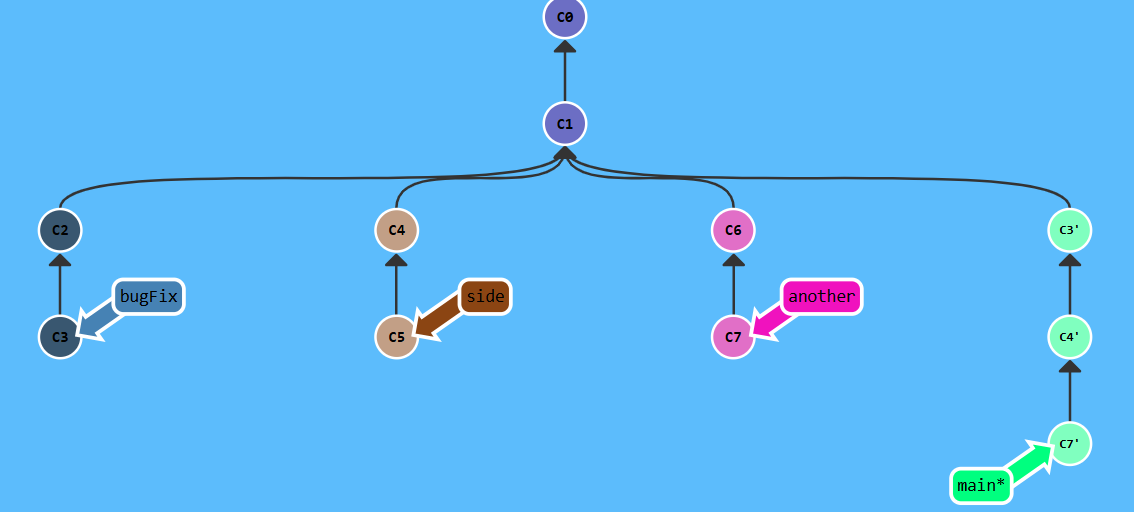 C0
C1
C2
C4
C6
C3'
bugFix
side
another
C3
C5
C7
C4'
C7'
main*